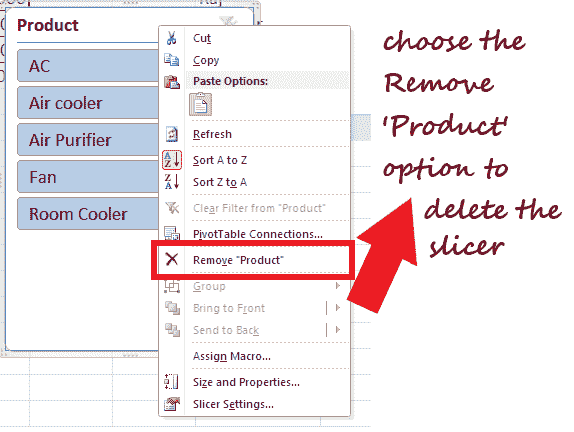 Product
AC
Air cooler
Air Purifier
Fan
Room Cooler
Cut
Copy
Paste Options:
Refresh
Sort A to Z
Sort Z to A
Clear Filter from "Product"
PivotTable Connections...
Remove "Product"
Group
Bring to Front
Send to Back
Assign Macro...
Size and Properties...
Slicer Settings...
choose the
Remove
'Product'
option to
delete the
slicer